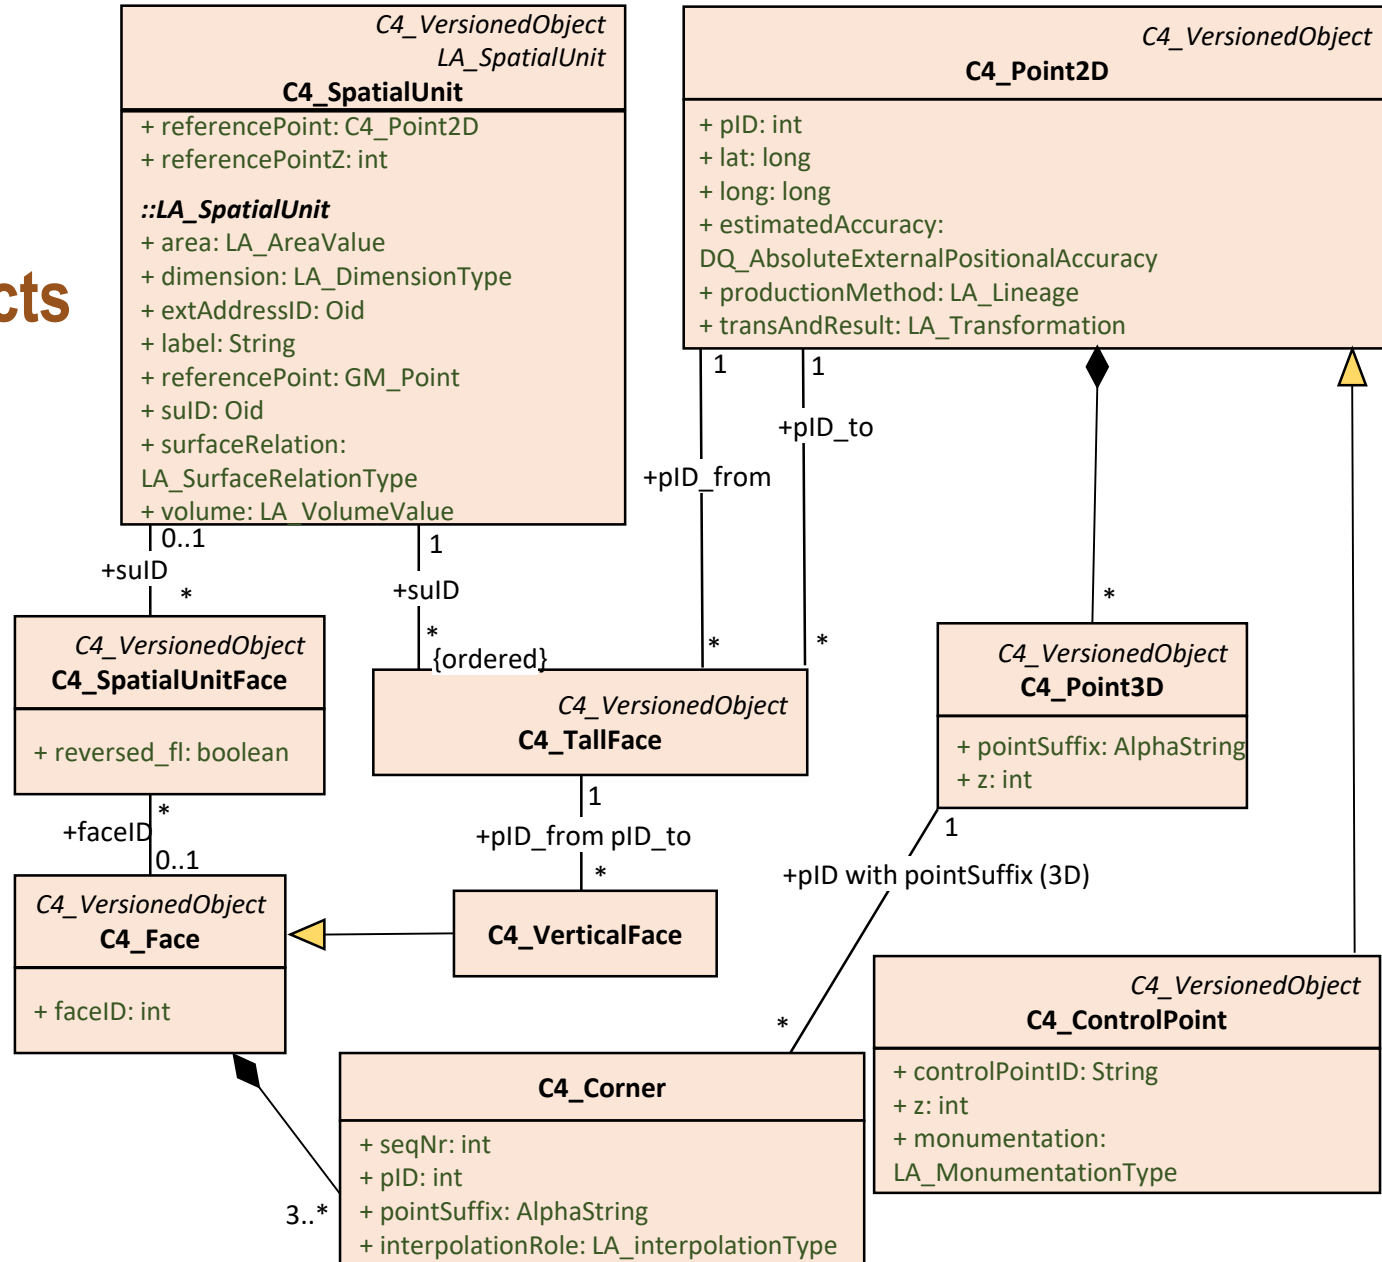 C4_VersionedObject
LA_SpatialUnit
C4_SpatialUnit
+ referencePoint: C4_Point2D
+ referencePointZ: int
::LA_SpatialUnit
+ area: LA_AreaValue
+ dimension: LA_DimensionType
+ extAddressID: Oid
+ label: String
+ referencePoint: GM_Point
+ suID: Oid
+ surfaceRelation:
LA_SurfaceRelationType
+ volume: LA_VolumeValue
C4_VersionedObject
C4_Point2D
+ pID: int
+ lat: long
+ long: long
+ estimatedAccuracy:
DQ_AbsoluteExternalPositionalAccuracy
+ productionMethod: LA_Lineage
+ transAndResult: LA_Transformation
cts
1
1
+pID_to
+pID_from
*
*
*
0..1
+suID
*
1
+suID
*
{ordered}
C4_VersionedObject
C4_SpatialUnitFace
+ reversed_fl: boolean
C4_VersionedObject
C4_TallFace
C4_VersionedObject
C4_Point3D
+ pointSuffix: AlphaString
+ z: int
*
+faceID
0..1
1
+pID_from pID_to
*
1
+pID with pointSuffix (3D)
*
C4_VersionedObject
C4_Face
+ faceID: int
C4_VerticalFace
C4_VersionedObject
C4_ControlPoint
+ controlPointID: String
+ z: int
+ monumentation:
LA_MonumentationType
3..*
C4_Corner
+ seqNr: int
+ pID: int
+ pointSuffix: AlphaString
+ interpolationRole: LA_interpolationType